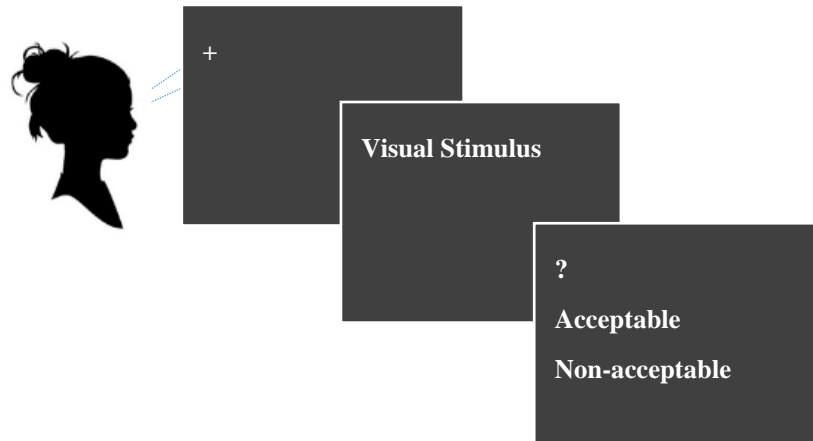 +
Visual Stimulus
?
Acceptable
Non-acceptable